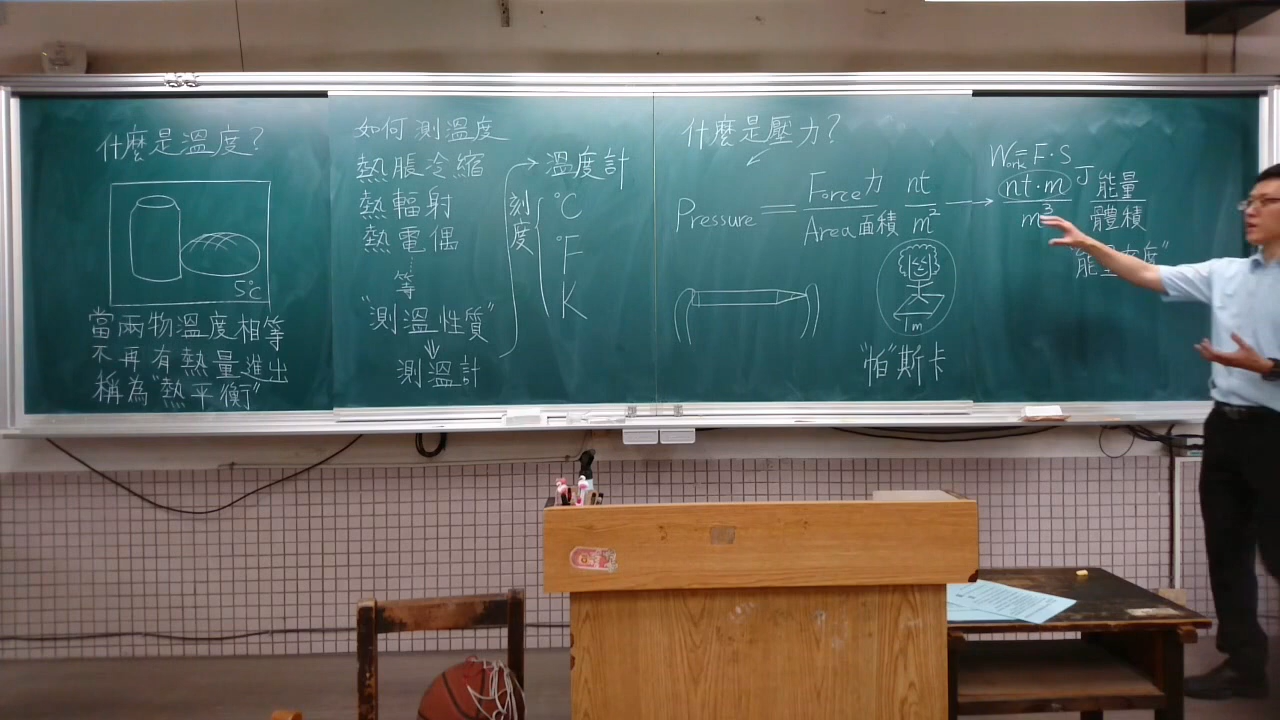 什麼是溫度?
5℃
當兩物溫度相等
不再有熱量進出
稱為"熱平衡"
如何測溫度
熱脹冷縮
熱輻射
熱電偶
等
"測溫性質"
測溫計
溫度計
刻度
℃
°F
K
什麼是壓力?
Pressure = Force力 / Area面積 nt / m²
1m
"帕"斯卡
W = F·S
Work
nt·m / m³ J 能量 / 體積
"能量密度"